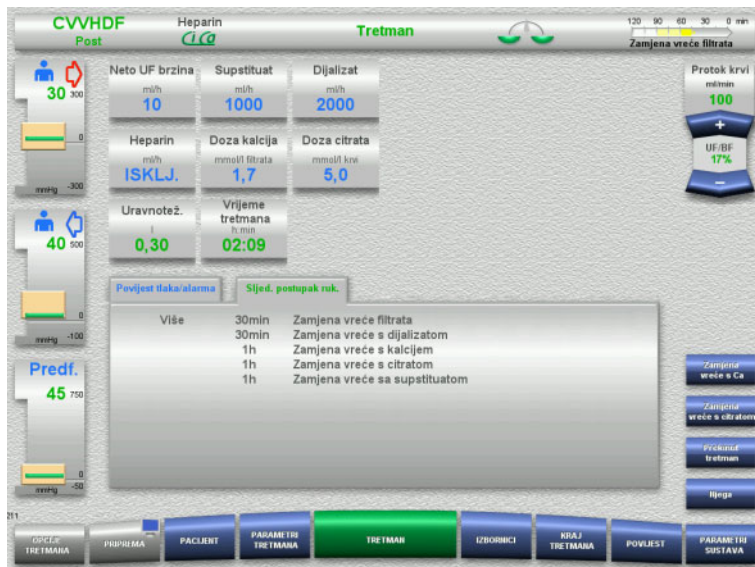 CVVHDF
Post
Heparin
CiCa
Tretman
120 90 60 30 0 min
Zamjena vreće filtrata
30 300
0
mmHg -300
40 500
0
mmHg -100
Predf.
45 750
0
mmHg -50
Neto UF brzina
ml/h
10
Supstituat
ml/h
1000
Dijalizat
ml/h
2000
Heparin
ml/h
ISKLJ.
Doza kalcija
mmol/l filtrata
1,7
Doza citrata
mmol/l krvi
5,0
Uravnotež.
l
0,30
Vrijeme
tretmana
h:min
02:09
Protok krvi
ml/min
100
+
UF/BF
17%
−
Povijest tlaka/alarma
Sljed. postupak ruk.
Više 30min Zamjena vreće filtrata
30min Zamjena vreće s dijalizatom
1h Zamjena vreće s kalcijem
1h Zamjena vreće s citratom
1h Zamjena vreće sa supstituatom
Zamjena
vreće s Ca
Zamjena
vreće s citratom
Prekinut
tretman
Njega
211
OPCIJE
TRETMANA
PRIPREMA
PACIJENT
PARAMETRI
TRETMANA
TRETMAN
IZBORNICI
KRAJ
TRETMANA
POVIJEST
PARAMETRI
SUSTAVA